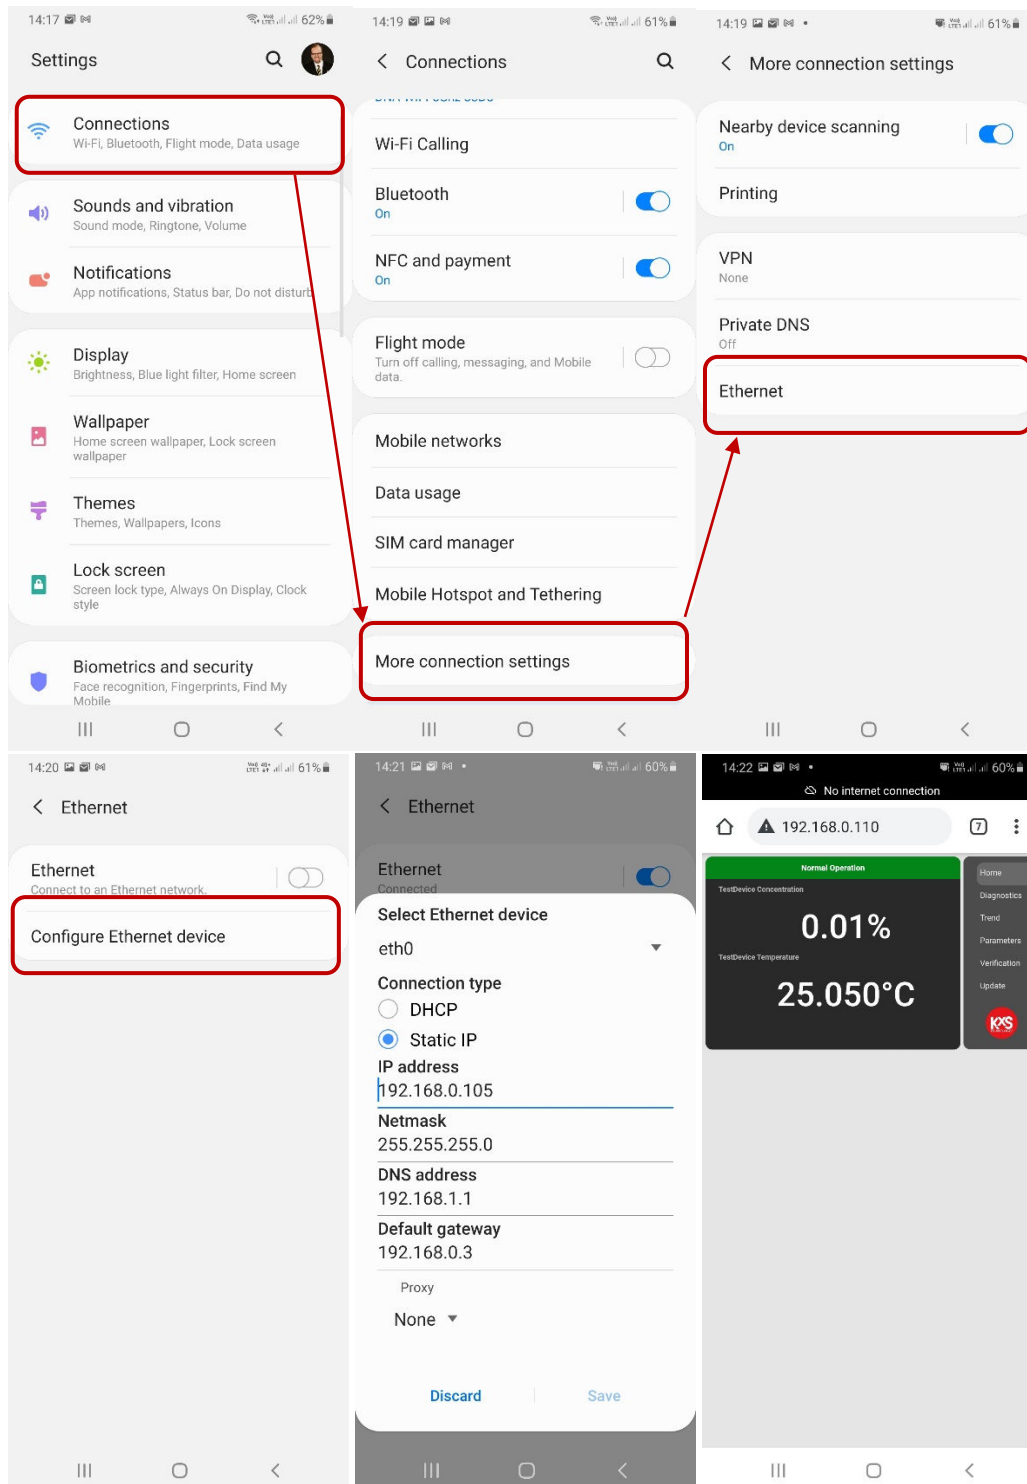 14:17
62%
Settings
Connections
Wi-Fi, Bluetooth, Flight mode, Data usage
Sounds and vibration
Sound mode, Ringtone, Volume
Notifications
App notifications, Status bar, Do not disturb
Display
Brightness, Blue light filter, Home screen
Wallpaper
Home screen wallpaper, Lock screen
wallpaper
Themes
Themes, Wallpapers, Icons
Lock screen
Screen lock type, Always On Display, Clock
style
Biometrics and security
Face recognition, Fingerprints, Find My
Mobile
14:19
61%
Connections
Wi-Fi Calling
Bluetooth
On
NFC and payment
On
Flight mode
Turn off calling, messaging, and Mobile
data.
Mobile networks
Data usage
SIM card manager
Mobile Hotspot and Tethering
More connection settings
14:19
61%
More connection settings
Nearby device scanning
On
Printing
VPN
None
Private DNS
Off
Ethernet
14:20
61%
Ethernet
Ethernet
Connect to an Ethernet network.
Configure Ethernet device
14:21
60%
Ethernet
Ethernet
Connected
Select Ethernet device
eth0
Connection type
DHCP
Static IP
IP address
192.168.0.105
Netmask
255.255.255.0
DNS address
192.168.1.1
Default gateway
192.168.0.3
Proxy
None
Discard
Save
14:22
60%
No internet connection
192.168.0.110
7
Normal Operation
TestDevice Concentration
0.01%
TestDevice Temperature
25.050°C
Home
Diagnostics
Trend
Parameters
Verification
Update
KXS